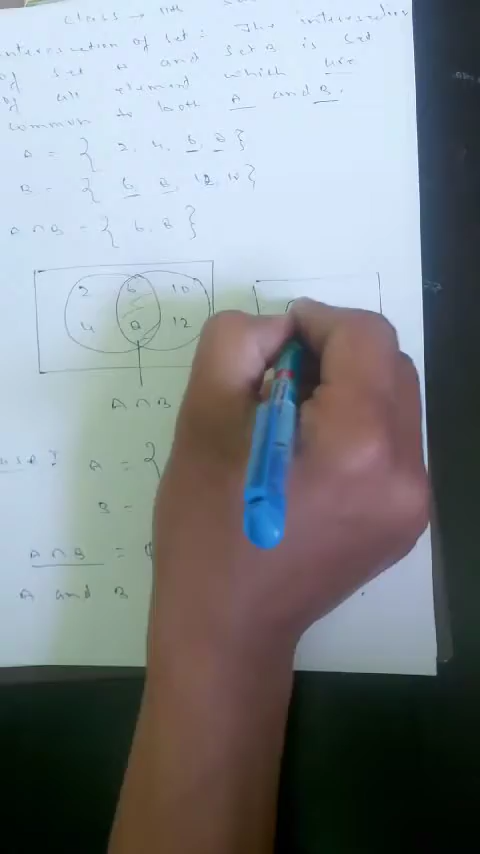 Class → 11th
Intersection of Set: The intersection
of set A and set B is set
of all element which are
common to both A and B.
A = { 2, 4, 6, 8 }
B = { 6, 8, 12, 10 }
A ∩ B = { 6, 8 }
2 6 10
4 8 12
A ∩ B
A = {
B =
A ∩ B = ϕ
A and B